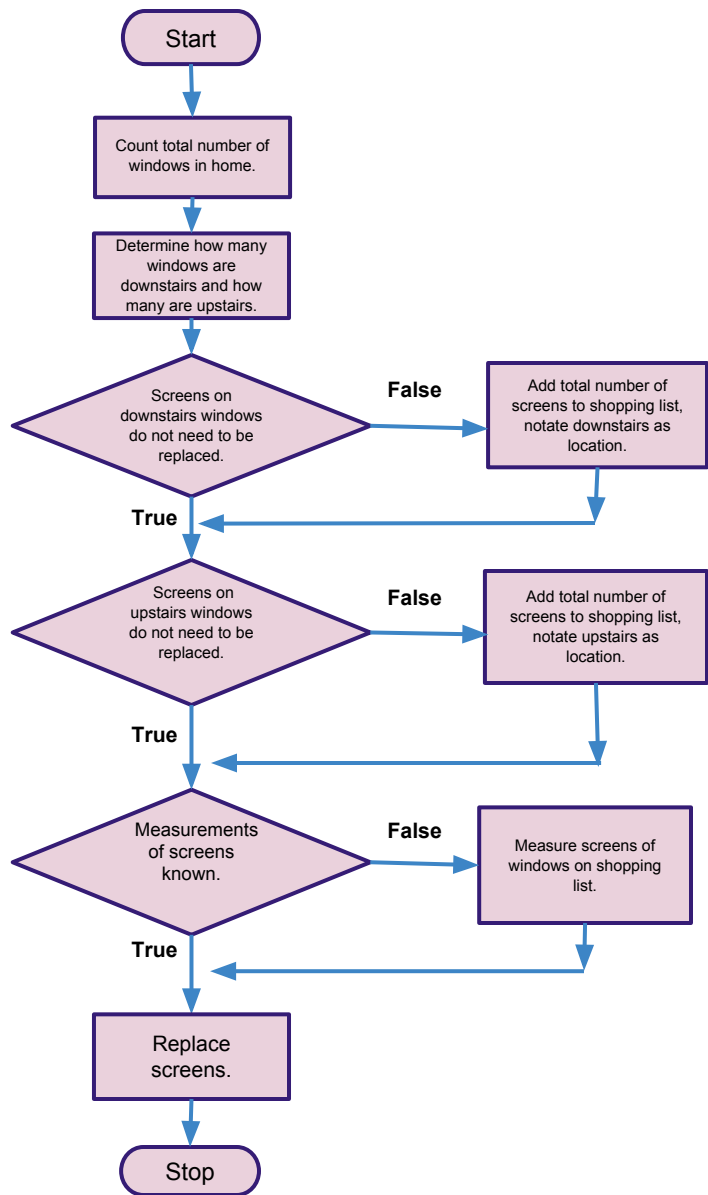 Start
Count total number of
windows in home.
Determine how many
windows are
downstairs and how
many are upstairs.
Screens on
downstairs windows
do not need to be
replaced.
False
Add total number of
screens to shopping list,
notate downstairs as
location.
True
Screens on
upstairs windows
do not need to be
replaced.
False
Add total number of
screens to shopping list,
notate upstairs as
location.
True
Measurements
of screens
known.
False
Measure screens of
windows on shopping
list.
True
Replace
screens.
Stop